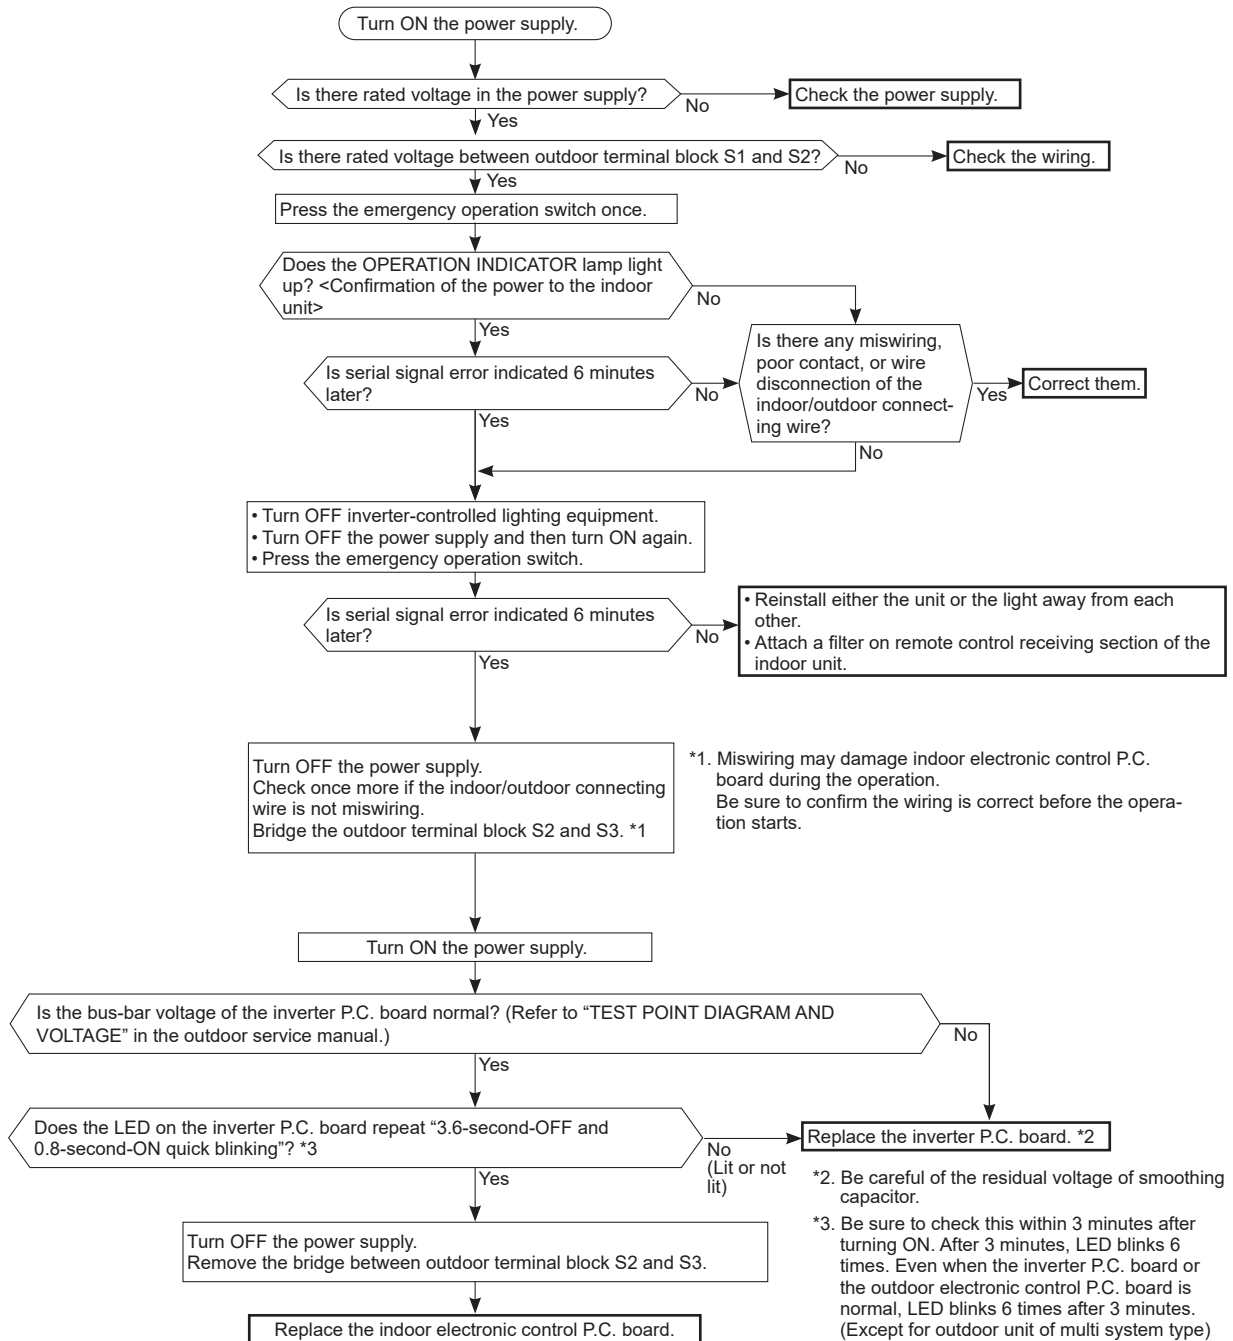 Turn ON the power supply.
Is there rated voltage in the power supply?
No
Check the power supply.
Yes
Is there rated voltage between outdoor terminal block S1 and S2?
No
Check the wiring.
Yes
Press the emergency operation switch once.
Does the OPERATION INDICATOR lamp light
up? <Confirmation of the power to the indoor
unit>
No
Yes
Is there any miswiring,
poor contact, or wire
disconnection of the
indoor/outdoor connect-
ing wire?
Yes
Correct them.
No
Is serial signal error indicated 6 minutes
later?
No
Yes
• Turn OFF inverter-controlled lighting equipment.
• Turn OFF the power supply and then turn ON again.
• Press the emergency operation switch.
Is serial signal error indicated 6 minutes
later?
No
• Reinstall either the unit or the light away from each
other.
• Attach a filter on remote control receiving section of the
indoor unit.
Yes
Turn OFF the power supply.
Check once more if the indoor/outdoor connecting
wire is not miswiring.
Bridge the outdoor terminal block S2 and S3. *1
*1. Miswiring may damage indoor electronic control P.C.
board during the operation.
Be sure to confirm the wiring is correct before the opera-
tion starts.
Turn ON the power supply.
Is the bus-bar voltage of the inverter P.C. board normal? (Refer to “TEST POINT DIAGRAM AND
VOLTAGE” in the outdoor service manual.)
No
Yes
Does the LED on the inverter P.C. board repeat “3.6-second-OFF and
0.8-second-ON quick blinking”? *3
No
(Lit or not
lit)
Replace the inverter P.C. board. *2
Yes
*2. Be careful of the residual voltage of smoothing
capacitor.
*3. Be sure to check this within 3 minutes after
turning ON. After 3 minutes, LED blinks 6
times. Even when the inverter P.C. board or
the outdoor electronic control P.C. board is
normal, LED blinks 6 times after 3 minutes.
(Except for outdoor unit of multi system type)
Turn OFF the power supply.
Remove the bridge between outdoor terminal block S2 and S3.
Replace the indoor electronic control P.C. board.